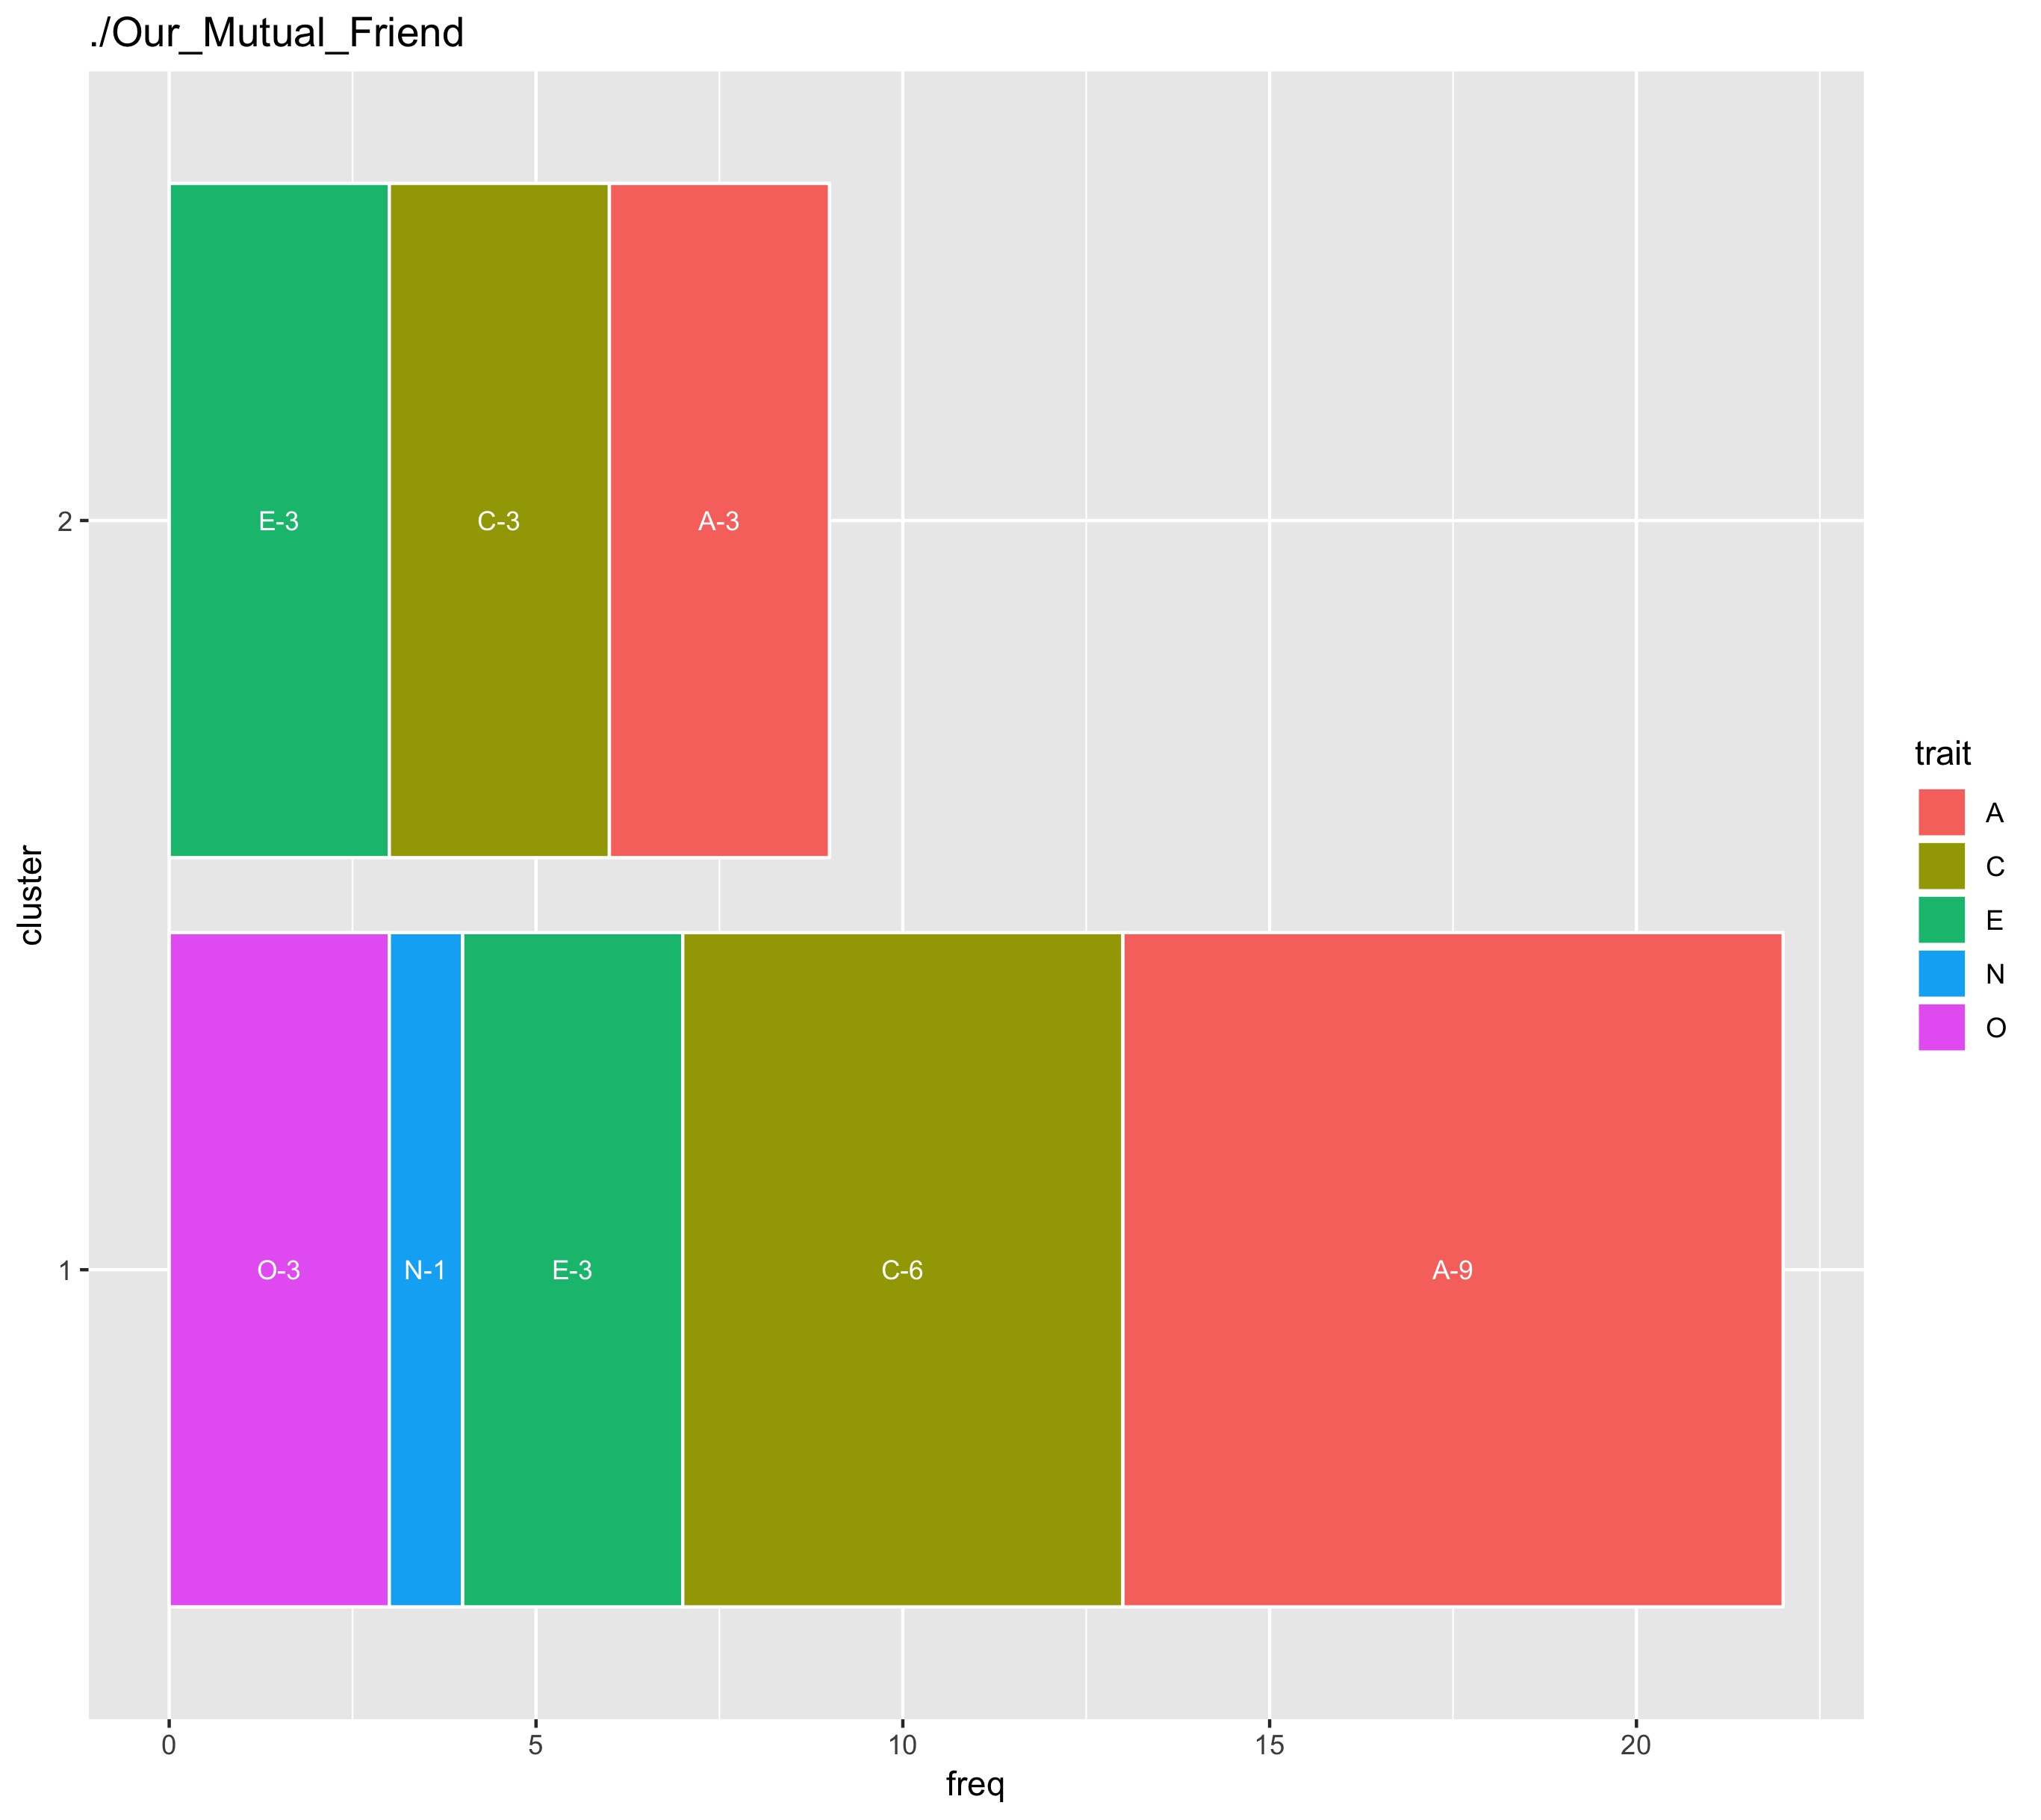 ./Our_Mutual_Friend
cluster
2
E-3 C-3 A-3
1
O-3 N-1 E-3 C-6 A-9
0 5 10 15 20
freq
trait
A
C
E
N
O